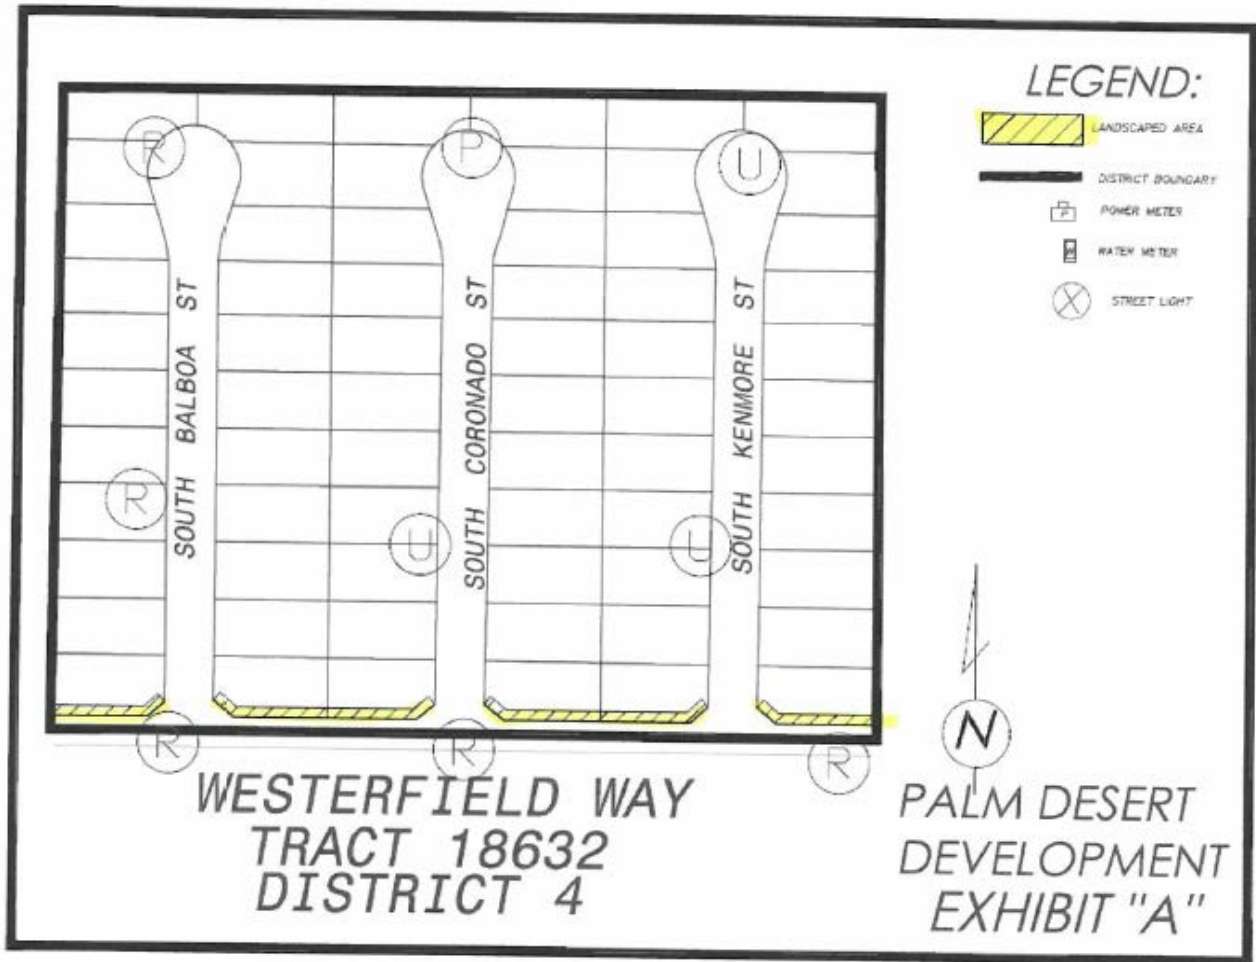 LEGEND:
LANDSCAPED AREA
DISTRICT BOUNDARY
P
POWER METER
WATER METER
X
STREET LIGHT
R
P
U
SOUTH BALBOA ST
SOUTH CORONADO ST
SOUTH KENMORE ST
R
U
U
R
R
R
N
WESTERFIELD WAY
TRACT 18632
DISTRICT 4
PALM DESERT
DEVELOPMENT
EXHIBIT "A"